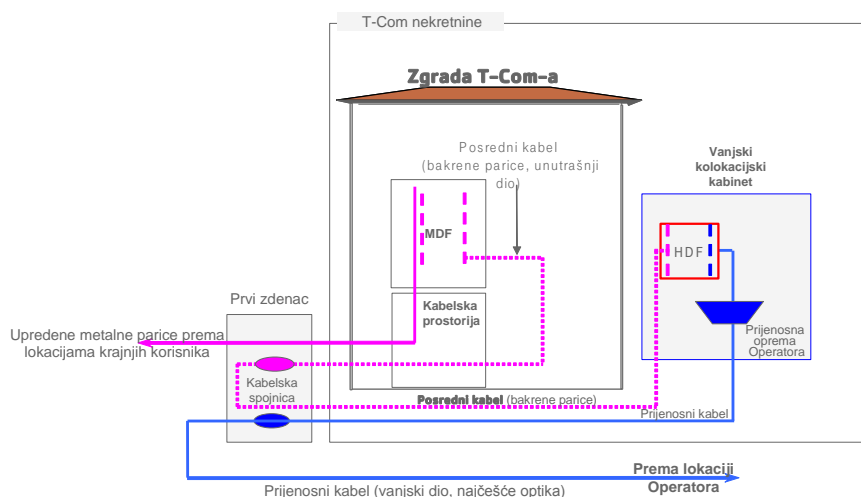 T-Com nekretnine
Zgrada T-Com-a
Posredni kabel
(bakrene parice, unutrašnji
dio)
Vanjski
kolokacijski
kabinet
MDF
HDF
Prvi zdenac
Kabelska
prostorija
Upredene metalne parice prema
lokacijama krajnjih korisnika
Prijenosna
oprema
Operatora
Kabelska
spojnica
Posredni kabel (bakrene parice)
Prijenosni kabel
Prema lokaciji
Operatora
Prijenosni kabel (vanjski dio, najčešće optika)